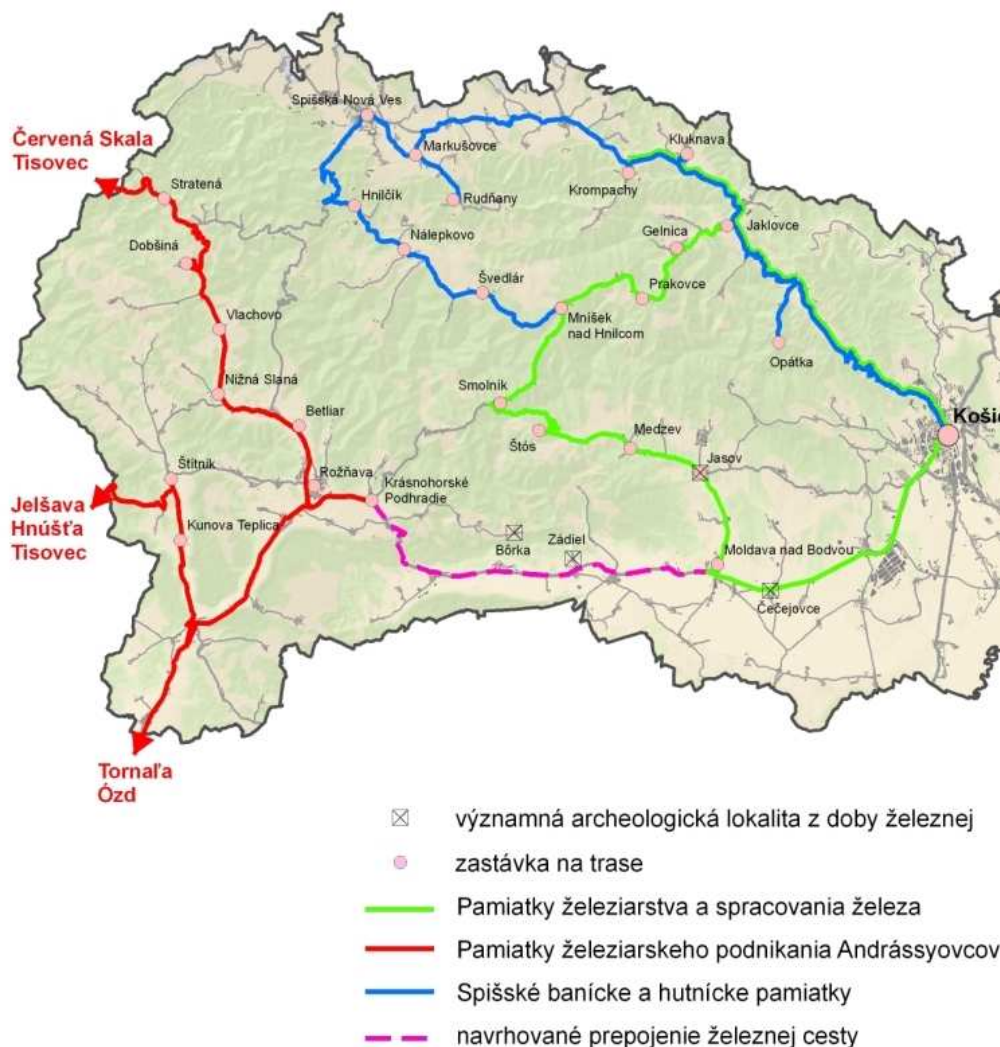 Spišská Nová Ves
Kluknava
Červená Skala
Tisovec
Markušovce
Stratená
Krompachy
Hnilčík
Rudňany
Jaklovce
Gelnica
Dobšiná
Nálepkovo
Švedlár
Prakovce
Mníšek
nad Hnilcom
Vlachovo
Opátka
Nižná Slaná
Smolník
Betliar
Košic
Štós
Medzev
Jasov
Štítnik
Rožňava
Krásnohorské
Podhradie
Jelšava
Hnúšťa
Tisovec
Kunova Teplica
Bôrka
Zádiel
Moldava nad Bodvou
Čečejovce
Tornaľa
Ózd
významná archeologická lokalita z doby železnej
zastávka na trase
Pamiatky železiarstva a spracovania železa
Pamiatky železiarskeho podnikania Andrássyovcov
Spišské banícke a hutnícke pamiatky
navrhované prepojenie železnej cesty